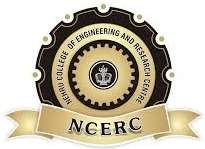 NEHRU COLLEGE OF ENGINEERING AND RESEARCH CENTRE
NCERC